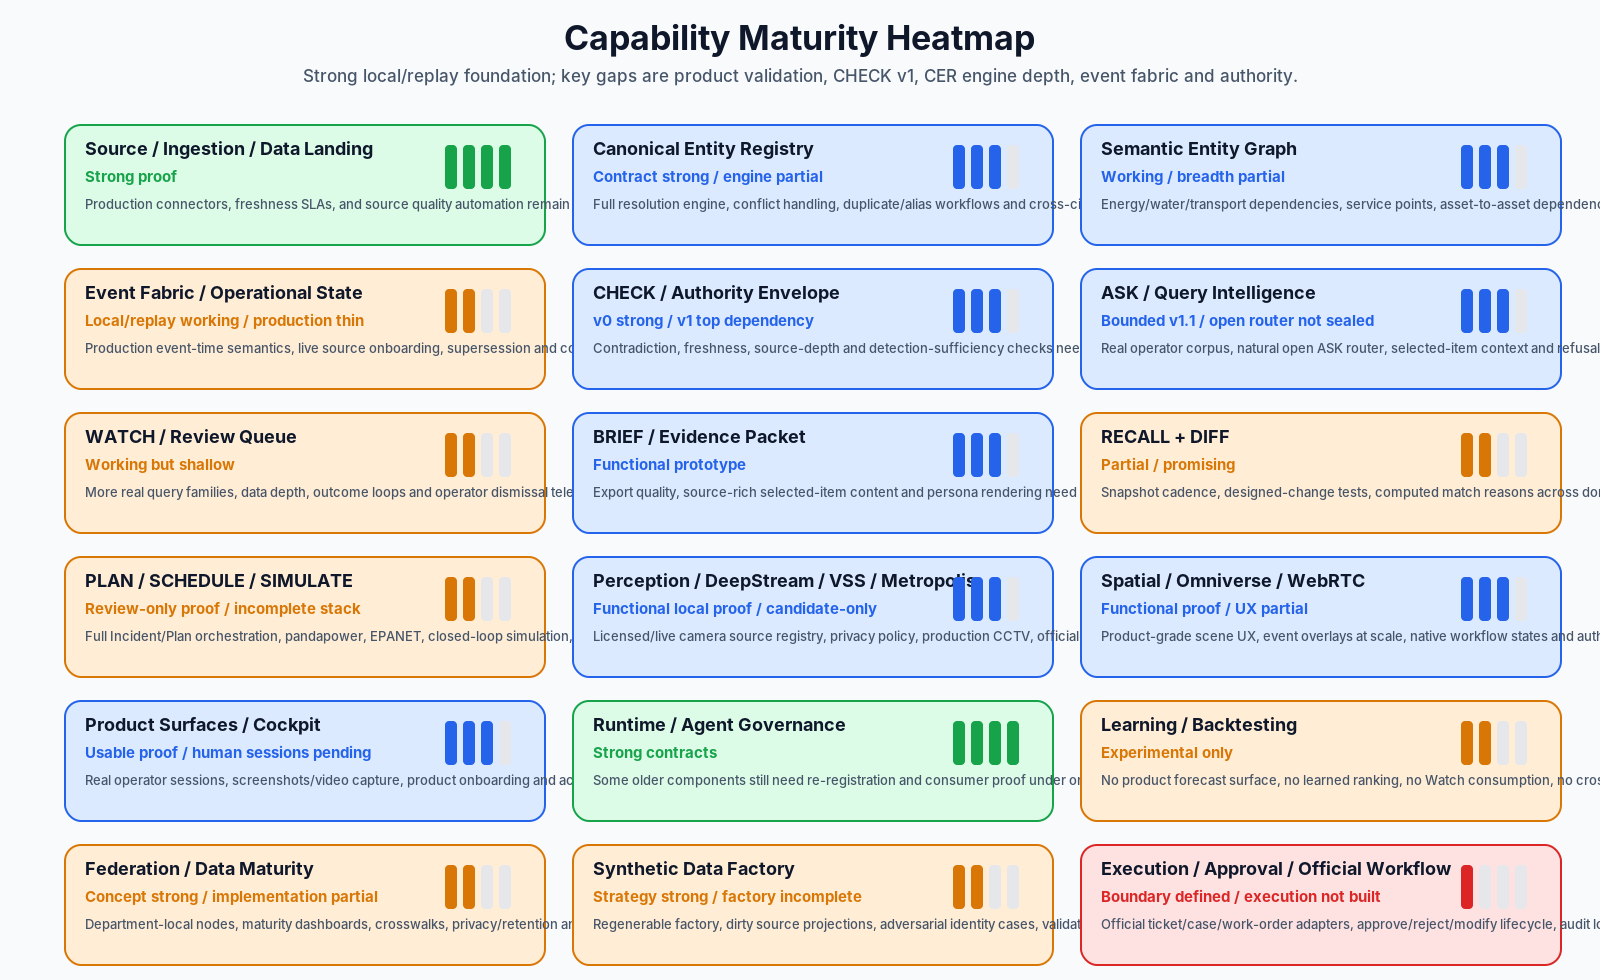 Capability Maturity Heatmap
Strong local/replay foundation; key gaps are product validation, CHECK v1, CER engine depth, event fabric and authority.
Source / Ingestion / Data Landing
Strong proof
Production connectors, freshness SLAs, and source quality automation remain
Canonical Entity Registry
Contract strong / engine partial
Full resolution engine, conflict handling, duplicate/alias workflows and
Semantic Entity Graph
Working / breadth partial
Energy/water/transport dependencies, service points, asset-to-asset
Event Fabric / Operational State
Local/replay working / production thin
Production event-time semantics, live source onboarding, supersession and
CHECK / Authority Envelope
v0 strong / v1 top dependency
Contradiction, freshness, source-depth and detection-sufficiency checks
ASK / Query Intelligence
Bounded v1.1 / open router not sealed
Real operator corpus, natural open ASK router, selected-item context and refusal
WATCH / Review Queue
Working but shallow
More real query families, data depth, outcome loops and operator dismissal
BRIEF / Evidence Packet
Functional prototype
Export quality, source-rich selected-item content and persona rendering need
RECALL + DIFF
Partial / promising
Snapshot cadence, designed-change tests, computed match reasons across
PLAN / SCHEDULE / SIMULATE
Review-only proof / incomplete stack
Full Incident/Plan orchestration, pandapower, EPANET, closed-loop simulation,
Perception / DeepStream / VSS / Metropolis
Functional local proof / candidate-only
Licensed/live camera source registry, privacy policy, production CCTV, official
Spatial / Omniverse / WebRTC
Functional proof / UX partial
Product-grade scene UX, event overlays at scale, native workflow states and
Product Surfaces / Cockpit
Usable proof / human sessions pending
Real operator sessions, screenshots/video capture, product onboarding and
Runtime / Agent Governance
Strong contracts
Some older components still need re-registration and consumer proof under
Learning / Backtesting
Experimental only
No product forecast surface, no learned ranking, no Watch consumption, no
Federation / Data Maturity
Concept strong / implementation partial
Department-local nodes, maturity dashboards, crosswalks, privacy/retention
Synthetic Data Factory
Strategy strong / factory incomplete
Regenerable factory, dirty source projections, adversarial identity cases,
Execution / Approval / Official Workflow
Boundary defined / execution not built
Official ticket/case/work-order adapters, approve/reject/modify lifecycle, audit